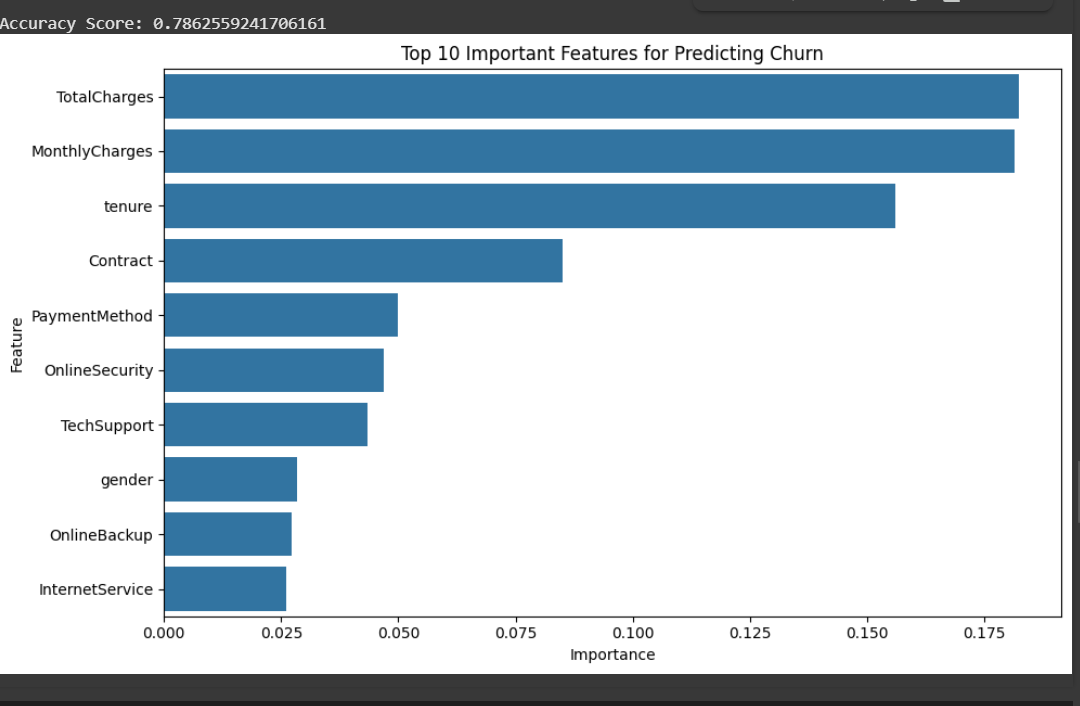 Accuracy Score: 0.7862559241706161
Top 10 Important Features for Predicting Churn
TotalCharges
MonthlyCharges
tenure
Contract
PaymentMethod
OnlineSecurity
TechSupport
gender
OnlineBackup
InternetService
Feature
0.000 0.025 0.050 0.075 0.100 0.125 0.150 0.175
Importance